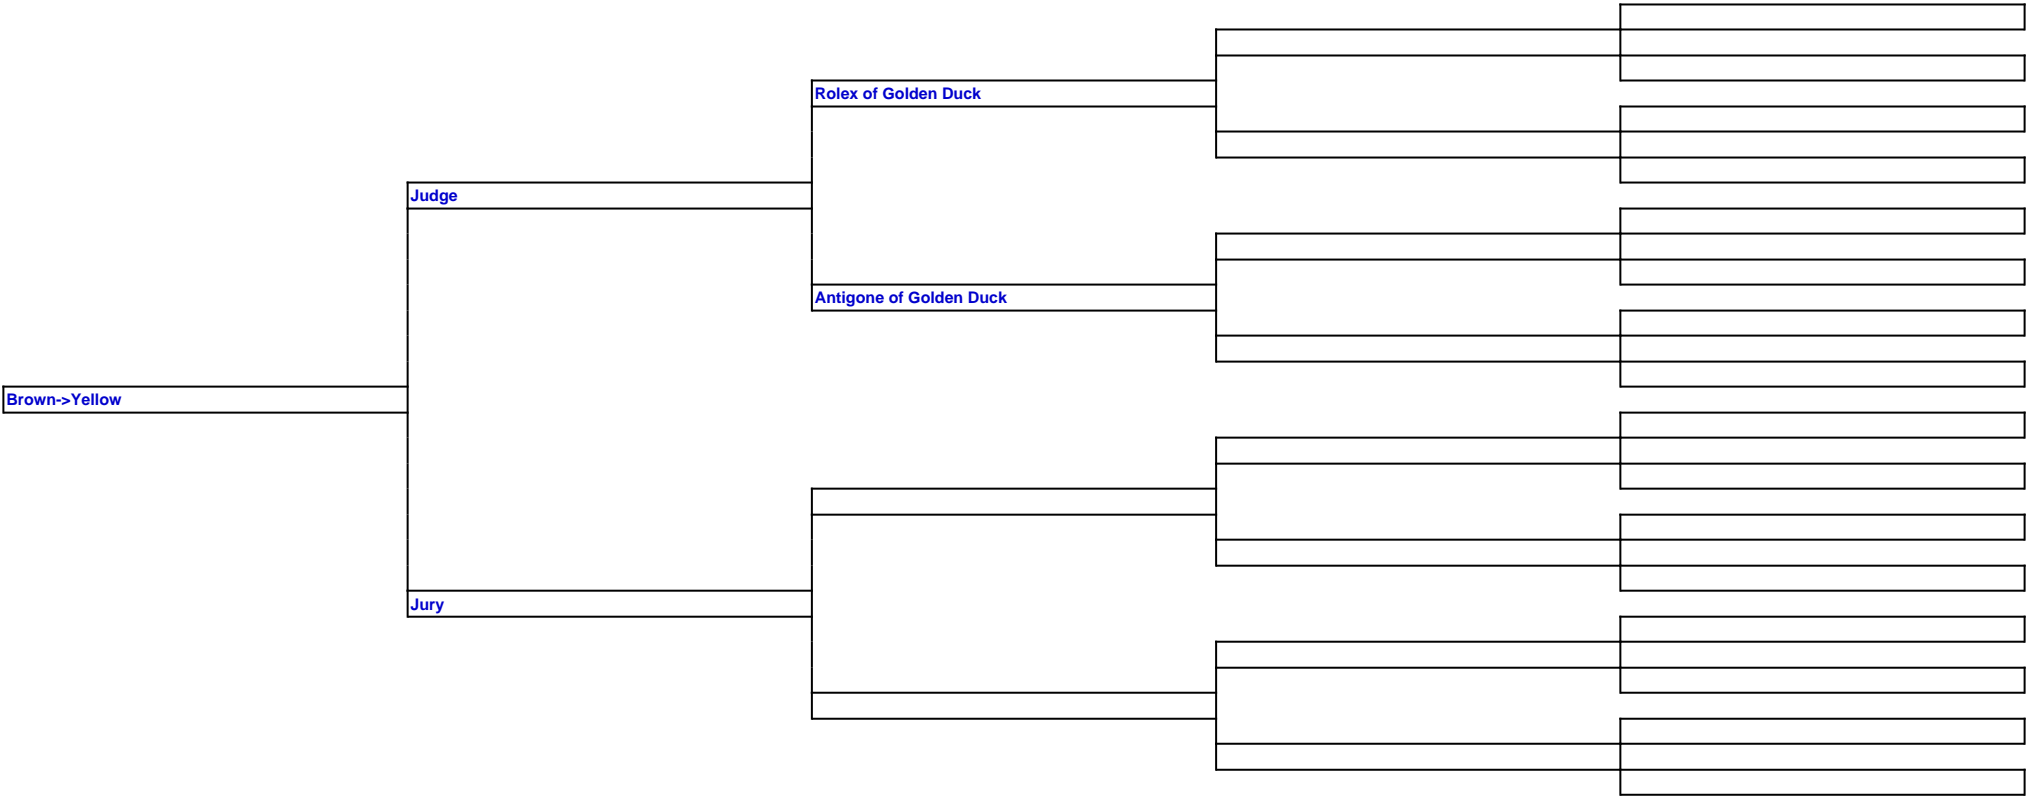 Rolex of Golden Duck
Judge
Antigone of Golden Duck
Brown->Yellow
Jury